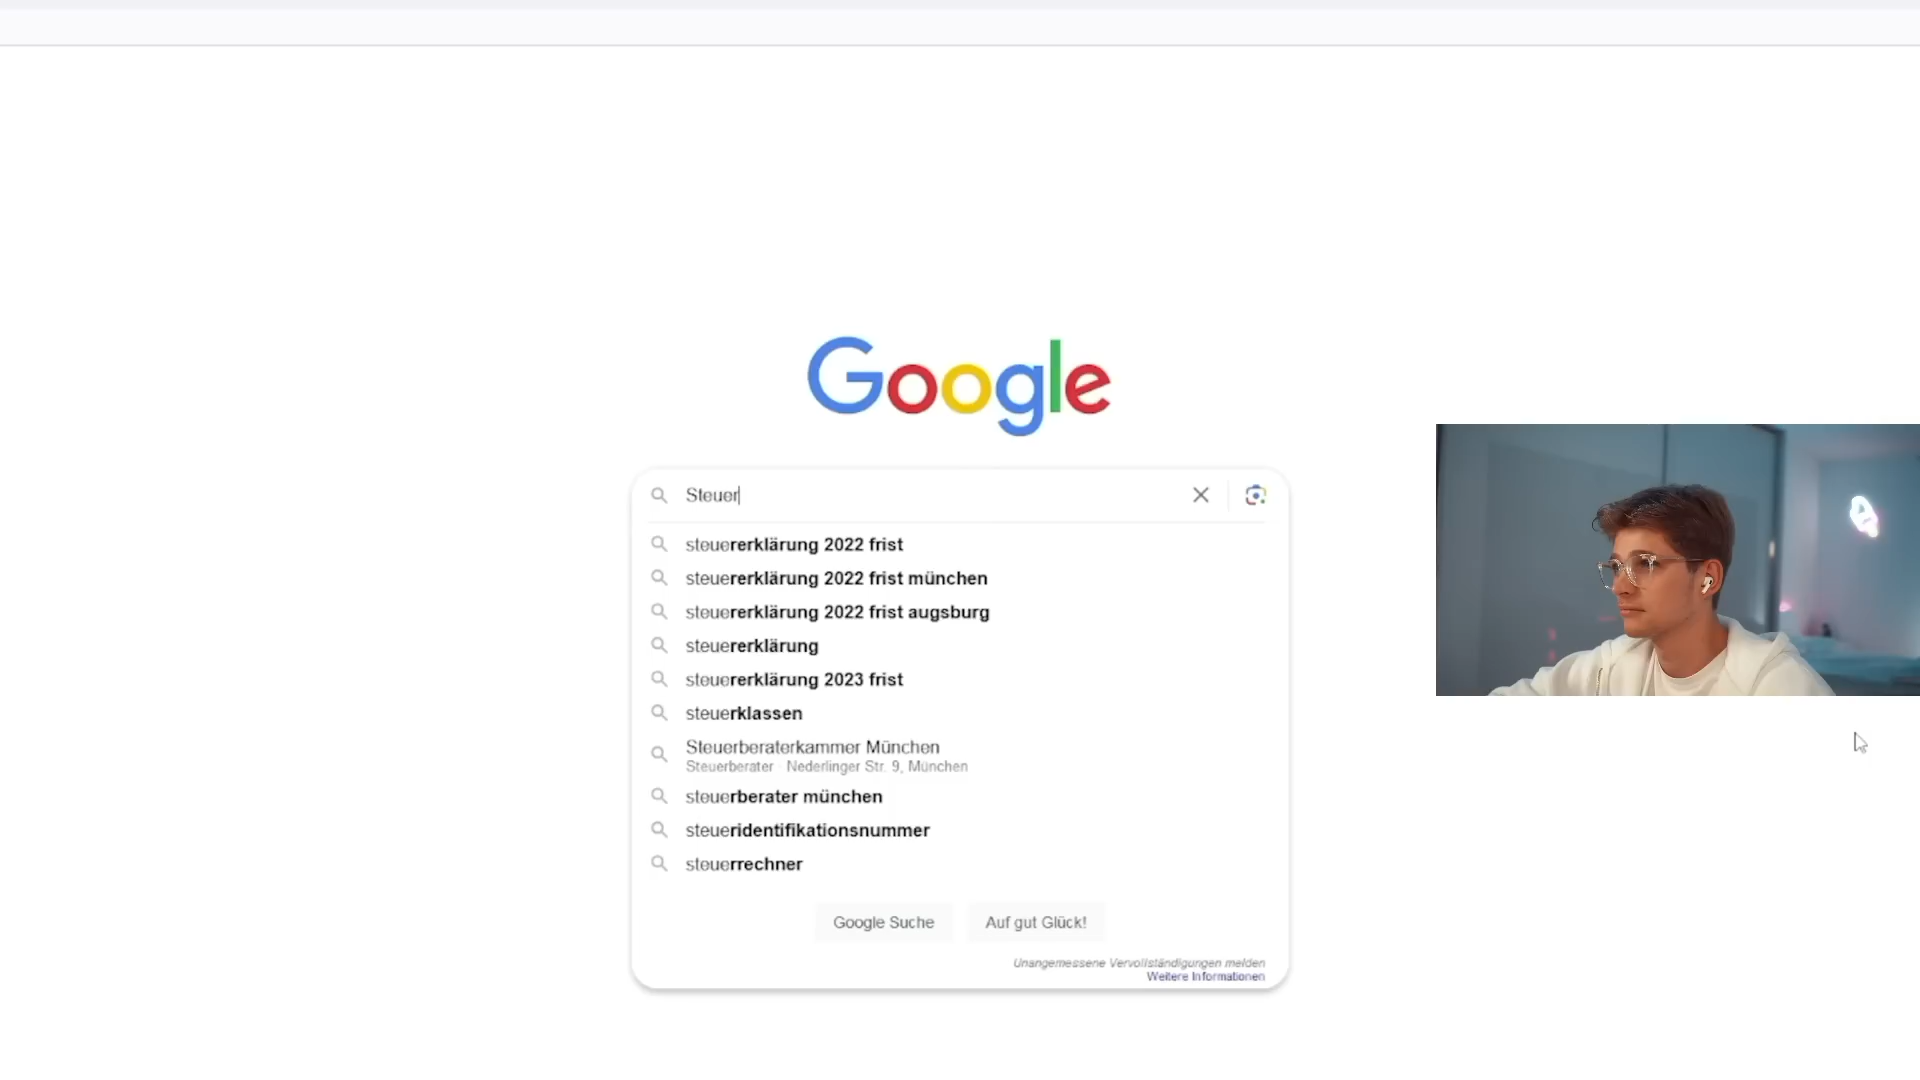 Google
Steuer
steuererklärung 2022 frist
steuererklärung 2022 frist münchen
steuererklärung 2022 frist augsburg
steuererklärung
steuererklärung 2023 frist
steuerklassen
Steuerberaterkammer München
Steuerberater · Nederlinger Str. 9, München
steuerberater münchen
steueridentifikationsnummer
steuerrechner
Google Suche
Auf gut Glück!
Unangemessene Vervollständigungen melden
Weitere Informationen